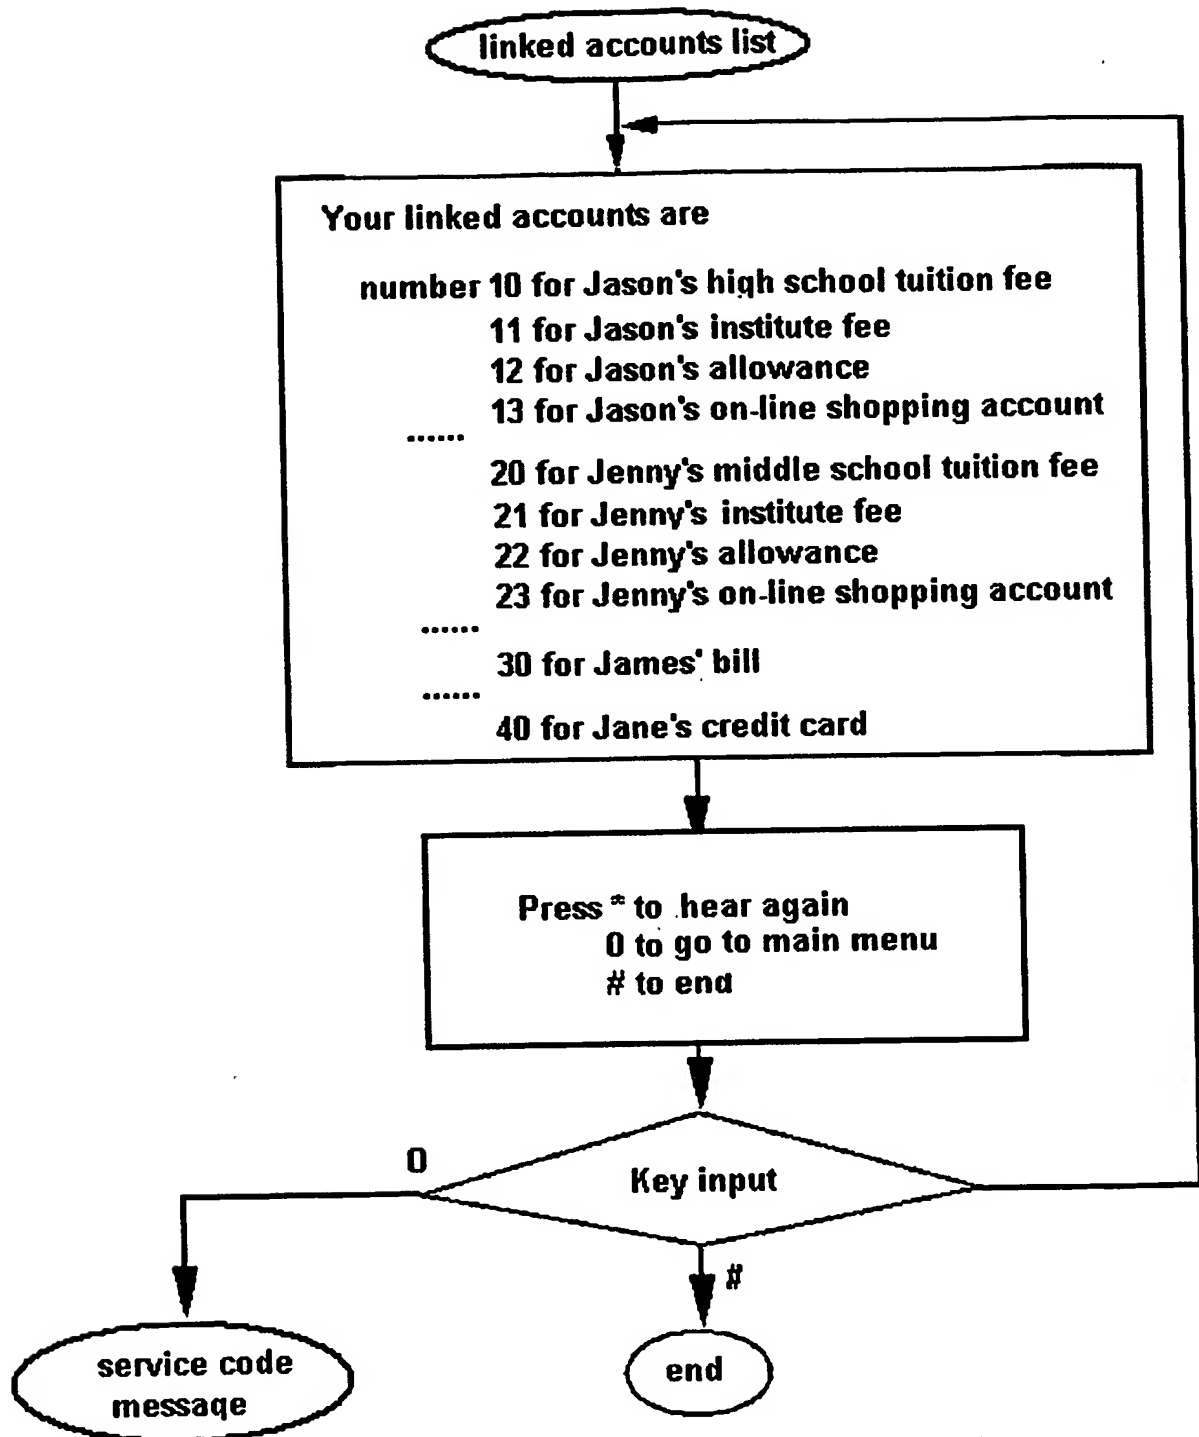 linked accounts list
Your linked accounts are
number 10 for Jason's high school tuition fee
11 for Jason's institute fee
12 for Jason's allowance
13 for Jason's on-line shopping account
......
20 for Jenny's middle school tuition fee
21 for Jenny's institute fee
22 for Jenny's allowance
23 for Jenny's on-line shopping account
......
30 for James' bill
......
40 for Jane's credit card
Press * to hear again
0 to go to main menu
# to end
0
Key input
#
service code
message
end